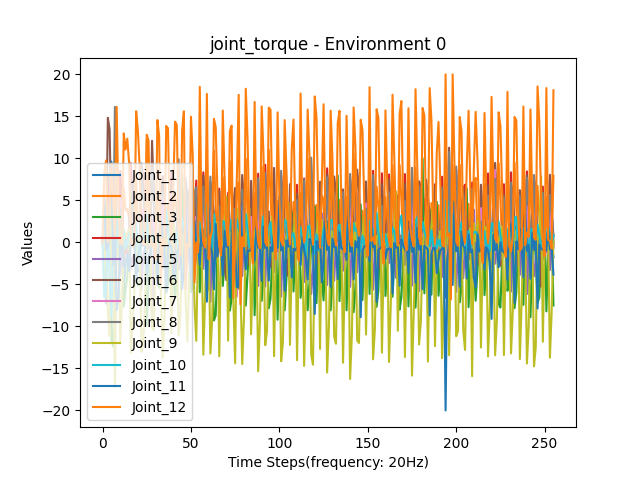 joint_torque - Environment 0
Values
20
15
10
5
0
−5
−10
−15
−20
Joint_1
Joint_2
Joint_3
Joint_4
Joint_5
Joint_6
Joint_7
Joint_8
Joint_9
Joint_10
Joint_11
Joint_12
0 50 100 150 200 250
Time Steps(frequency: 20Hz)